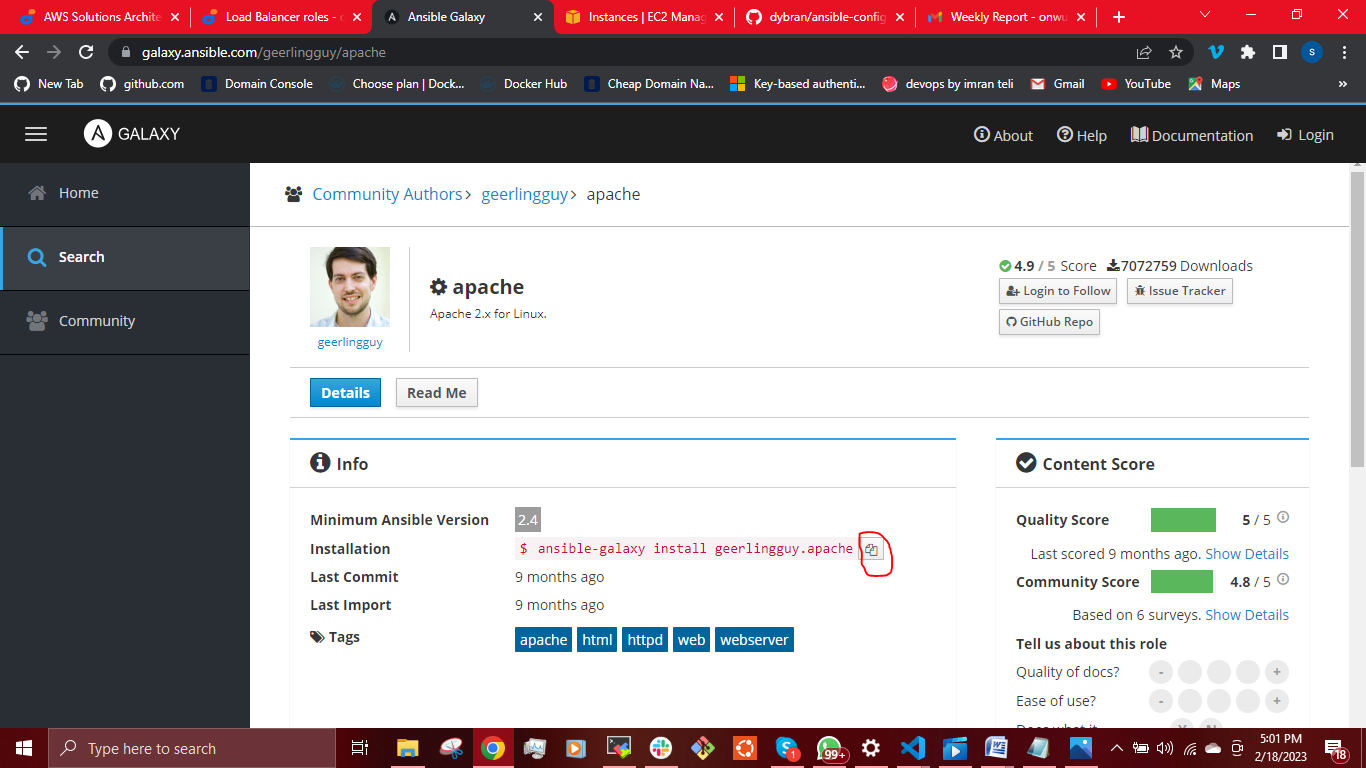 AWS Solutions Archite
Load Balancer roles - 
Ansible Galaxy
Instances | EC2 Manag
dybran/ansible-config
Weekly Report - onwu
galaxy.ansible.com/geerlingguy/apache
S
New Tab
github.com
Domain Console
Choose plan | Dock...
Docker Hub
Cheap Domain Na...
Key-based authenti...
devops by imran teli
Gmail
YouTube
Maps
»
A GALAXY
About
Help
Documentation
Login
Home
Search
Community
Community Authors > geerlingguy > apache
geerlingguy
apache
Apache 2.x for Linux.
4.9 / 5 Score 7072759 Downloads
Login to Follow
Issue Tracker
GitHub Repo
Details
Read Me
Info
Minimum Ansible Version 2.4
Installation $ ansible-galaxy install geerlingguy.apache
Last Commit 9 months ago
Last Import 9 months ago
Tags apache html httpd web webserver
Content Score
Quality Score 5 / 5
Last scored 9 months ago. Show Details
Community Score 4.8 / 5
Based on 6 surveys. Show Details
Tell us about this role
Quality of docs? - +
Ease of use? - +
Does what it
Type here to search
1
99+
5:01 PM
2/18/2023
18